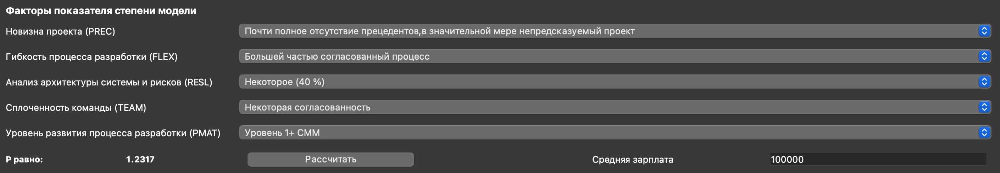 Факторы показателя степени модели
Новизна проекта (PREC) Почти полное отсутствие прецедентов,в значительной мере непредсказуемый проект
Гибкость процесса разработки (FLEX) Большей частью согласованный процесс
Анализ архитектуры системы и рисков (RESL) Некоторое (40 %)
Сплоченность команды (TEAM) Некоторая согласованность
Уровень развития процесса разработки (PMAT) Уровень 1+ СММ
P равно: 1.2317 Рассчитать Средняя зарплата 100000